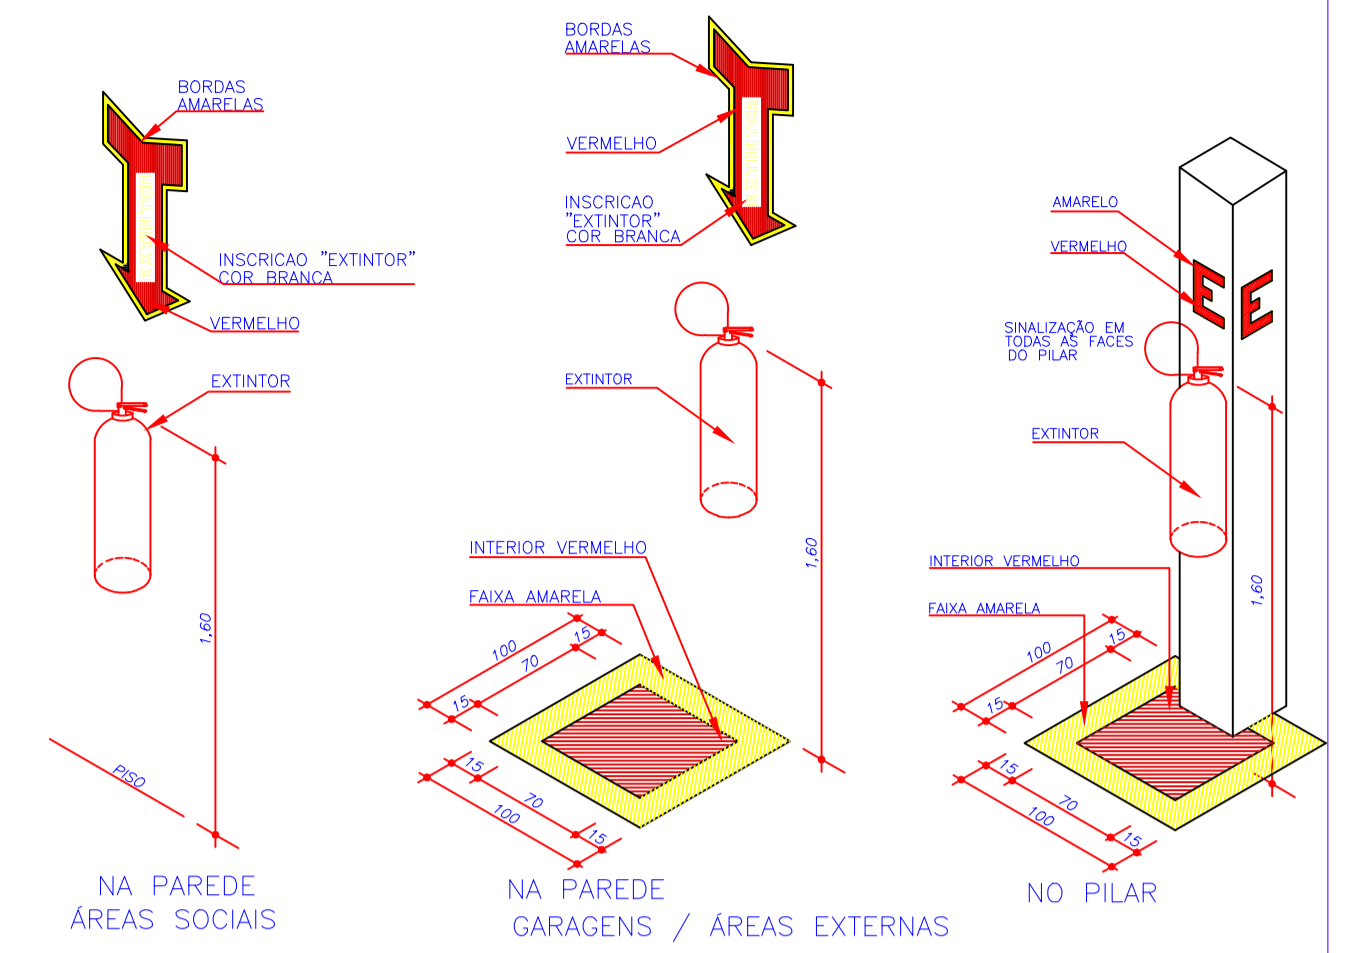 BORDAS
AMARELAS
INSCRICAO "EXTINTOR"
COR BRANCA
VERMELHO
EXTINTOR
1,60
PISO
NA PAREDE
ÁREAS SOCIAIS
BORDAS
AMARELAS
VERMELHO
INSCRICAO
"EXTINTOR"
COR BRANCA
EXTINTOR
1,60
INTERIOR VERMELHO
FAIXA AMARELA
100
15
70
15
15
70
100
15
NA PAREDE
GARAGENS / ÁREAS EXTERNAS
AMARELO
VERMELHO
E E
SINALIZAÇÃO EM
TODAS AS FACES
DO PILAR
EXTINTOR
1,60
INTERIOR VERMELHO
FAIXA AMARELA
100
15
70
15
15
70
100
15
NO PILAR